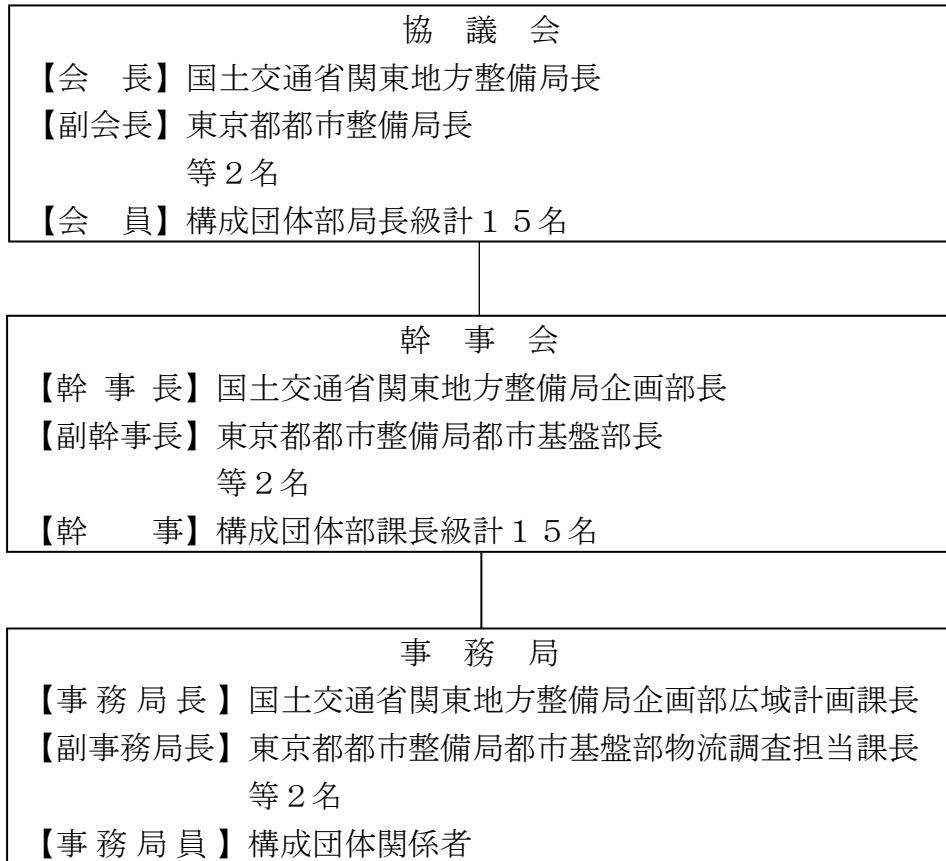 協　議　会
【会　長】国土交通省関東地方整備局長
【副会長】東京都都市整備局長
等２名
【会　員】構成団体部局長級計１５名
幹　事　会
【幹 事 長】国土交通省関東地方整備局企画部長
【副幹事長】東京都都市整備局都市基盤部長
等２名
【幹　　事】構成団体部課長級計１５名
事　務　局
【事 務 局 長 】国土交通省関東地方整備局企画部広域計画課長
【副事務局長】東京都都市整備局都市基盤部物流調査担当課長
等２名
【事 務 局 員 】構成団体関係者